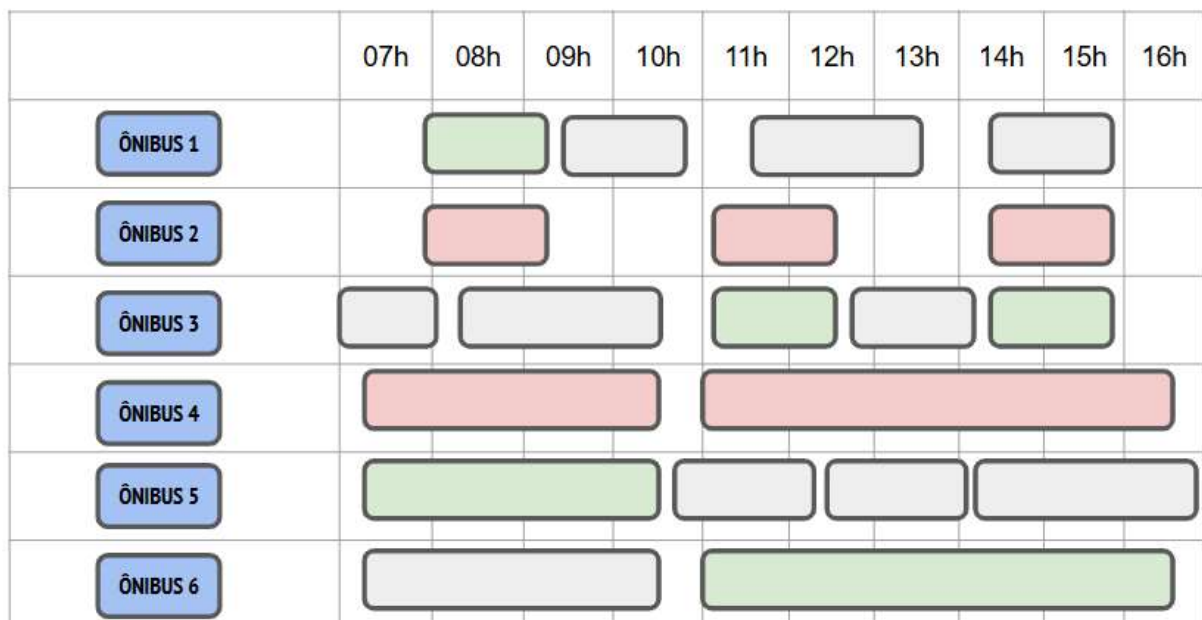 07h 08h 09h 10h 11h 12h 13h 14h 15h 16h
ÔNIBUS 1
ÔNIBUS 2
ÔNIBUS 3
ÔNIBUS 4
ÔNIBUS 5
ÔNIBUS 6